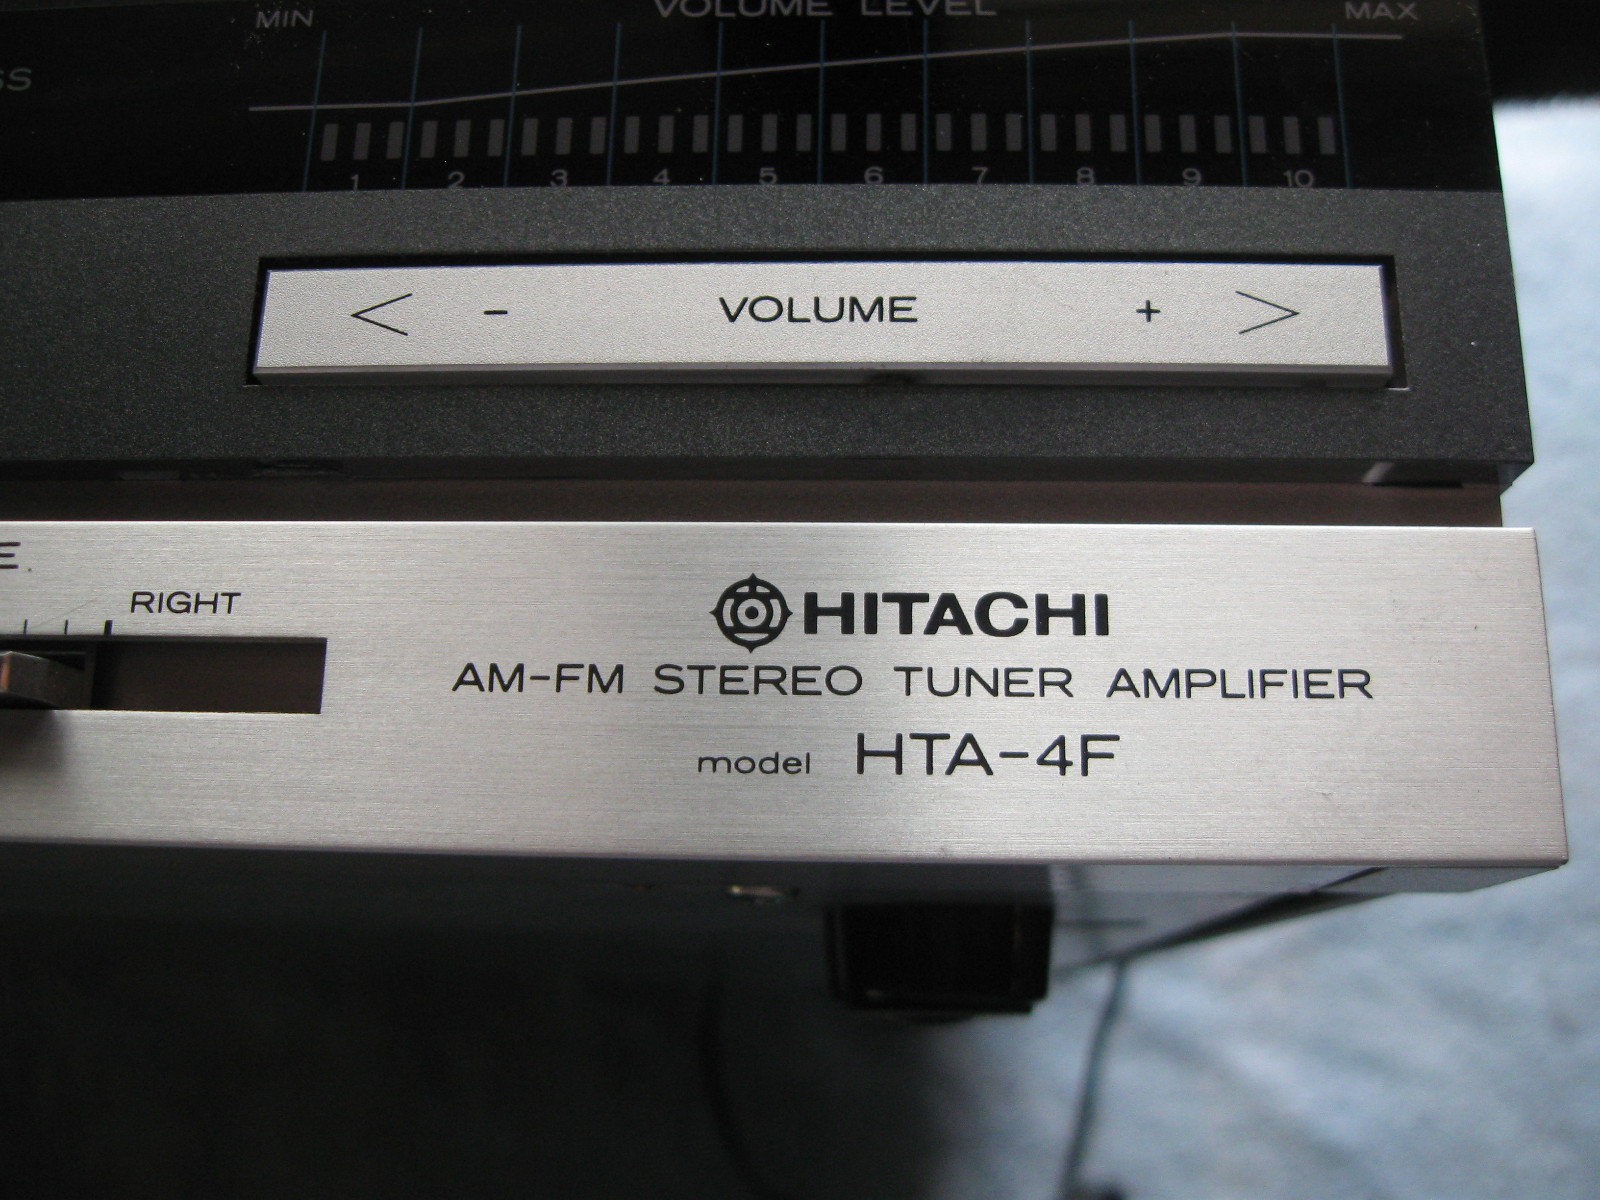 MIN VOLUME LEVEL MAX
SS
1 2 3 4 5 6 7 8 9 10
< - VOLUME + >
E
RIGHT
HITACHI
AM-FM STEREO TUNER AMPLIFIER
model HTA-4F